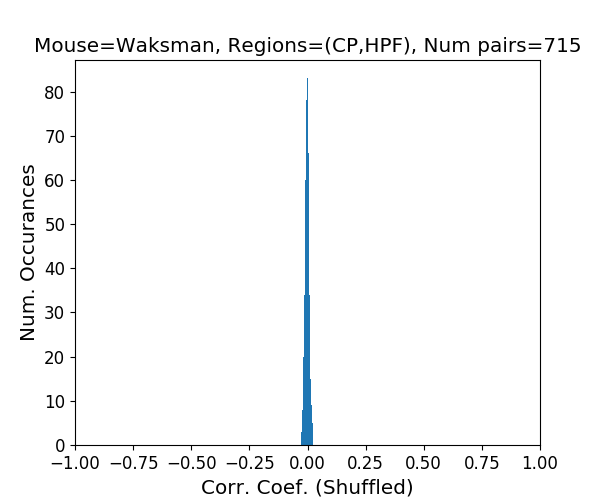 Mouse=Waksman, Regions=(CP,HPF), Num pairs=715
Num. Occurances
80
70
60
50
40
30
20
10
0
−1.00 −0.75 −0.50 −0.25 0.00 0.25 0.50 0.75 1.00
Corr. Coef. (Shuffled)